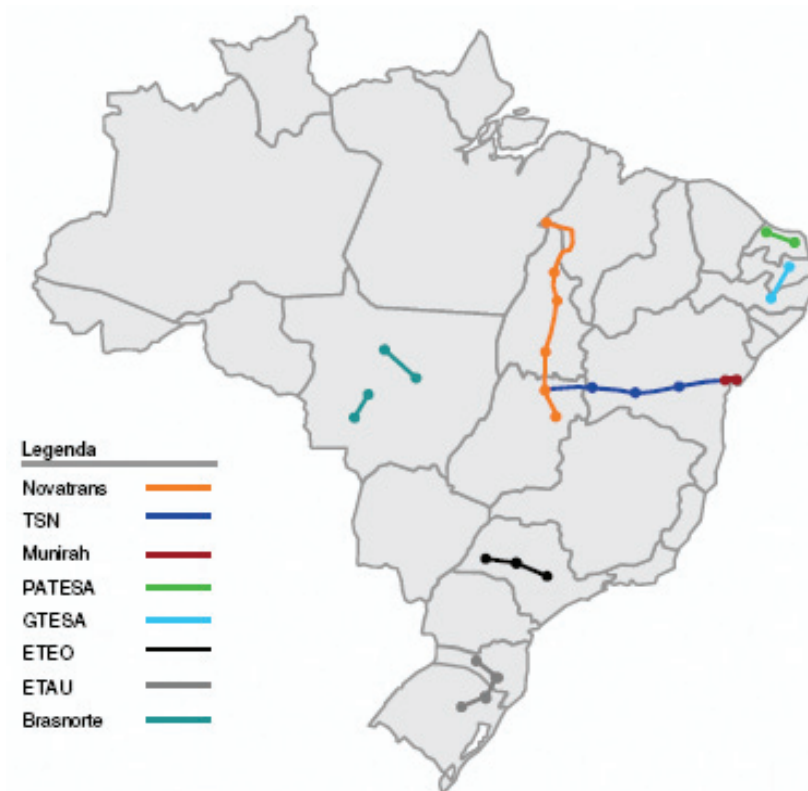 Legenda
Novatrans
TSN
Munirah
PATESA
GTESA
ETEO
ETAU
Brasnorte